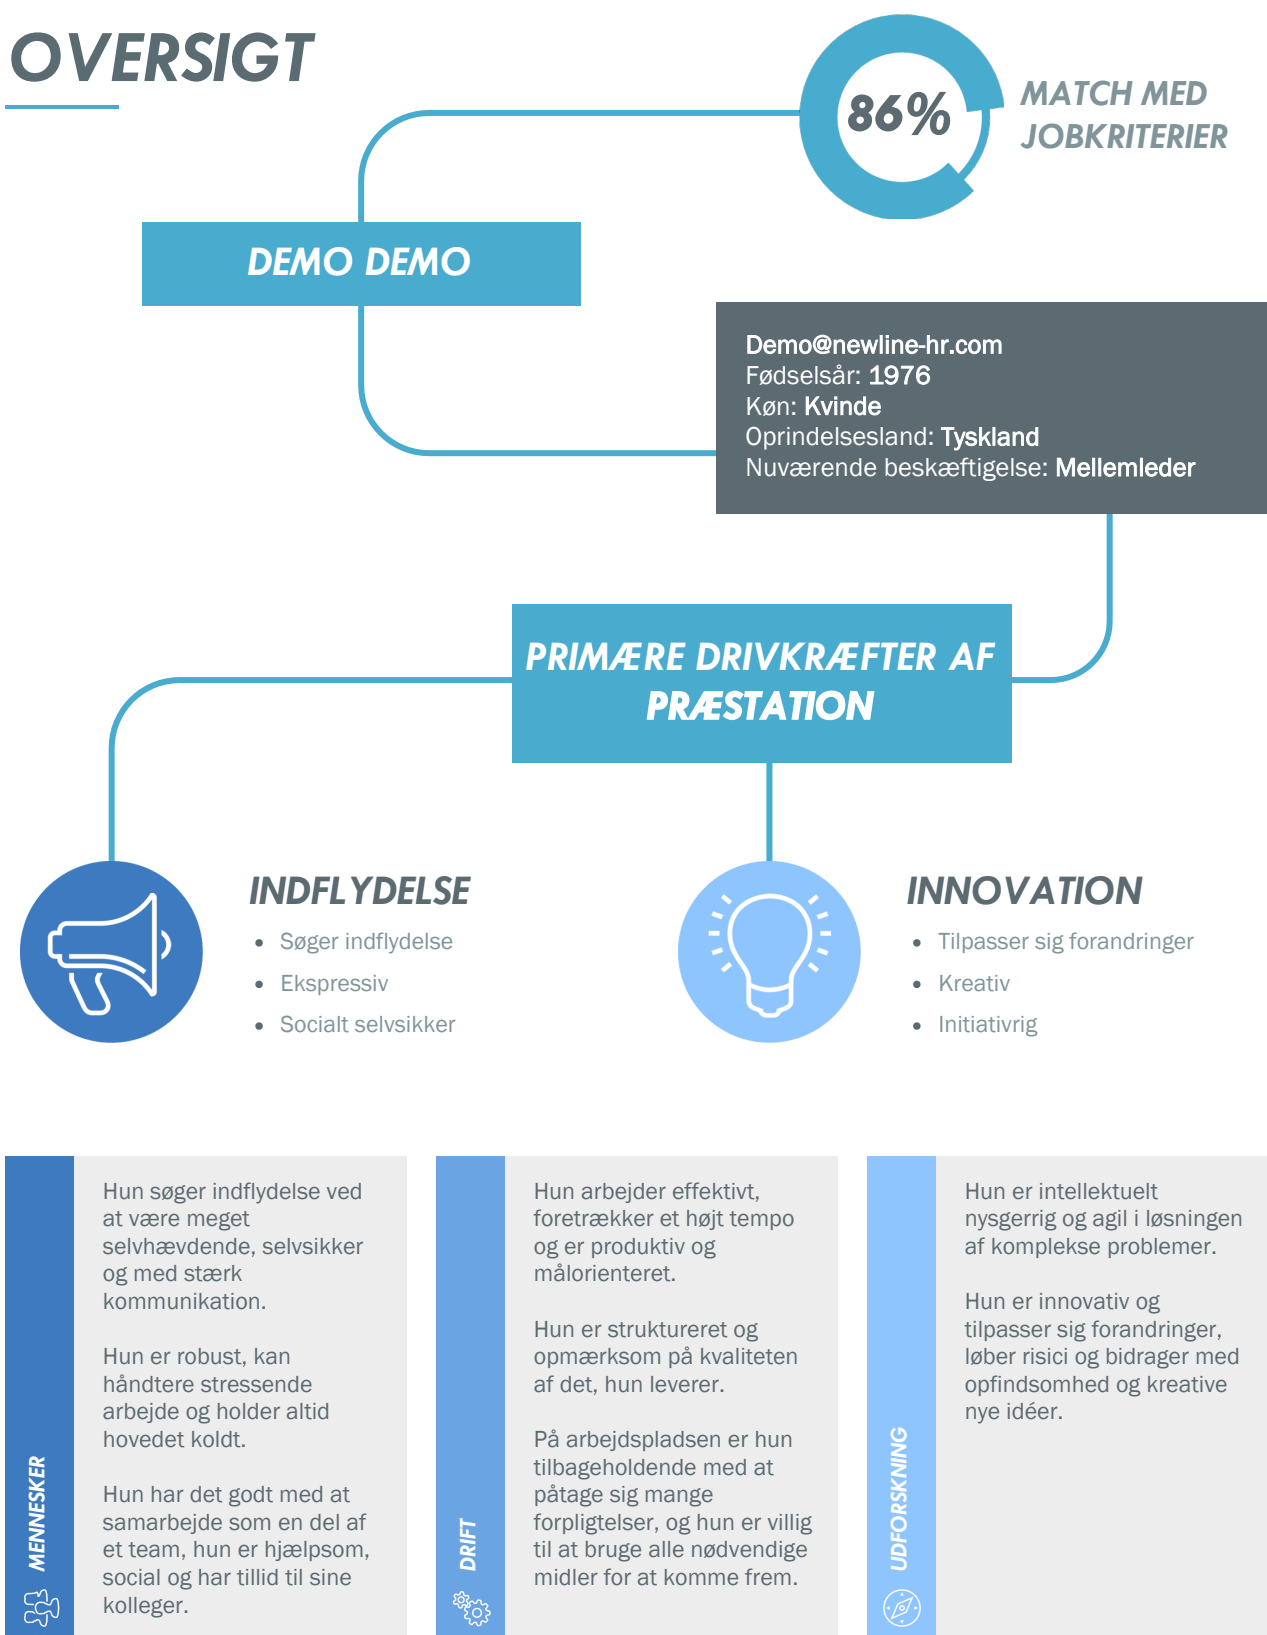 OVERSIGT
86%
MATCH MED
JOBKRITERIER
DEMO DEMO
Demo@newline-hr.com
Fødselsår: 1976
Køn: Kvinde
Oprindelsesland: Tyskland
Nuværende beskæftigelse: Mellemleder
PRIMÆRE DRIVKRÆFTER AF
PRÆSTATION
INDFLYDELSE
• Søger indflydelse
• Ekspressiv
• Socialt selvsikker
INNOVATION
• Tilpasser sig forandringer
• Kreativ
• Initiativrig
MENNESKER
Hun søger indflydelse ved
at være meget
selvhævdende, selvsikker
og med stærk
kommunikation.
Hun er robust, kan
håndtere stressende
arbejde og holder altid
hovedet koldt.
Hun har det godt med at
samarbejde som en del af
et team, hun er hjælpsom,
social og har tillid til sine
kolleger.
DRIFT
Hun arbejder effektivt,
foretrækker et højt tempo
og er produktiv og
målorienteret.
Hun er struktureret og
opmærksom på kvaliteten
af det, hun leverer.
På arbejdspladsen er hun
tilbageholdende med at
påtage sig mange
forpligtelser, og hun er villig
til at bruge alle nødvendige
midler for at komme frem.
UDFORSKNING
Hun er intellektuelt
nysgerrig og agil i løsningen
af komplekse problemer.
Hun er innovativ og
tilpasser sig forandringer,
løber risici og bidrager med
opfindsomhed og kreative
nye idéer.